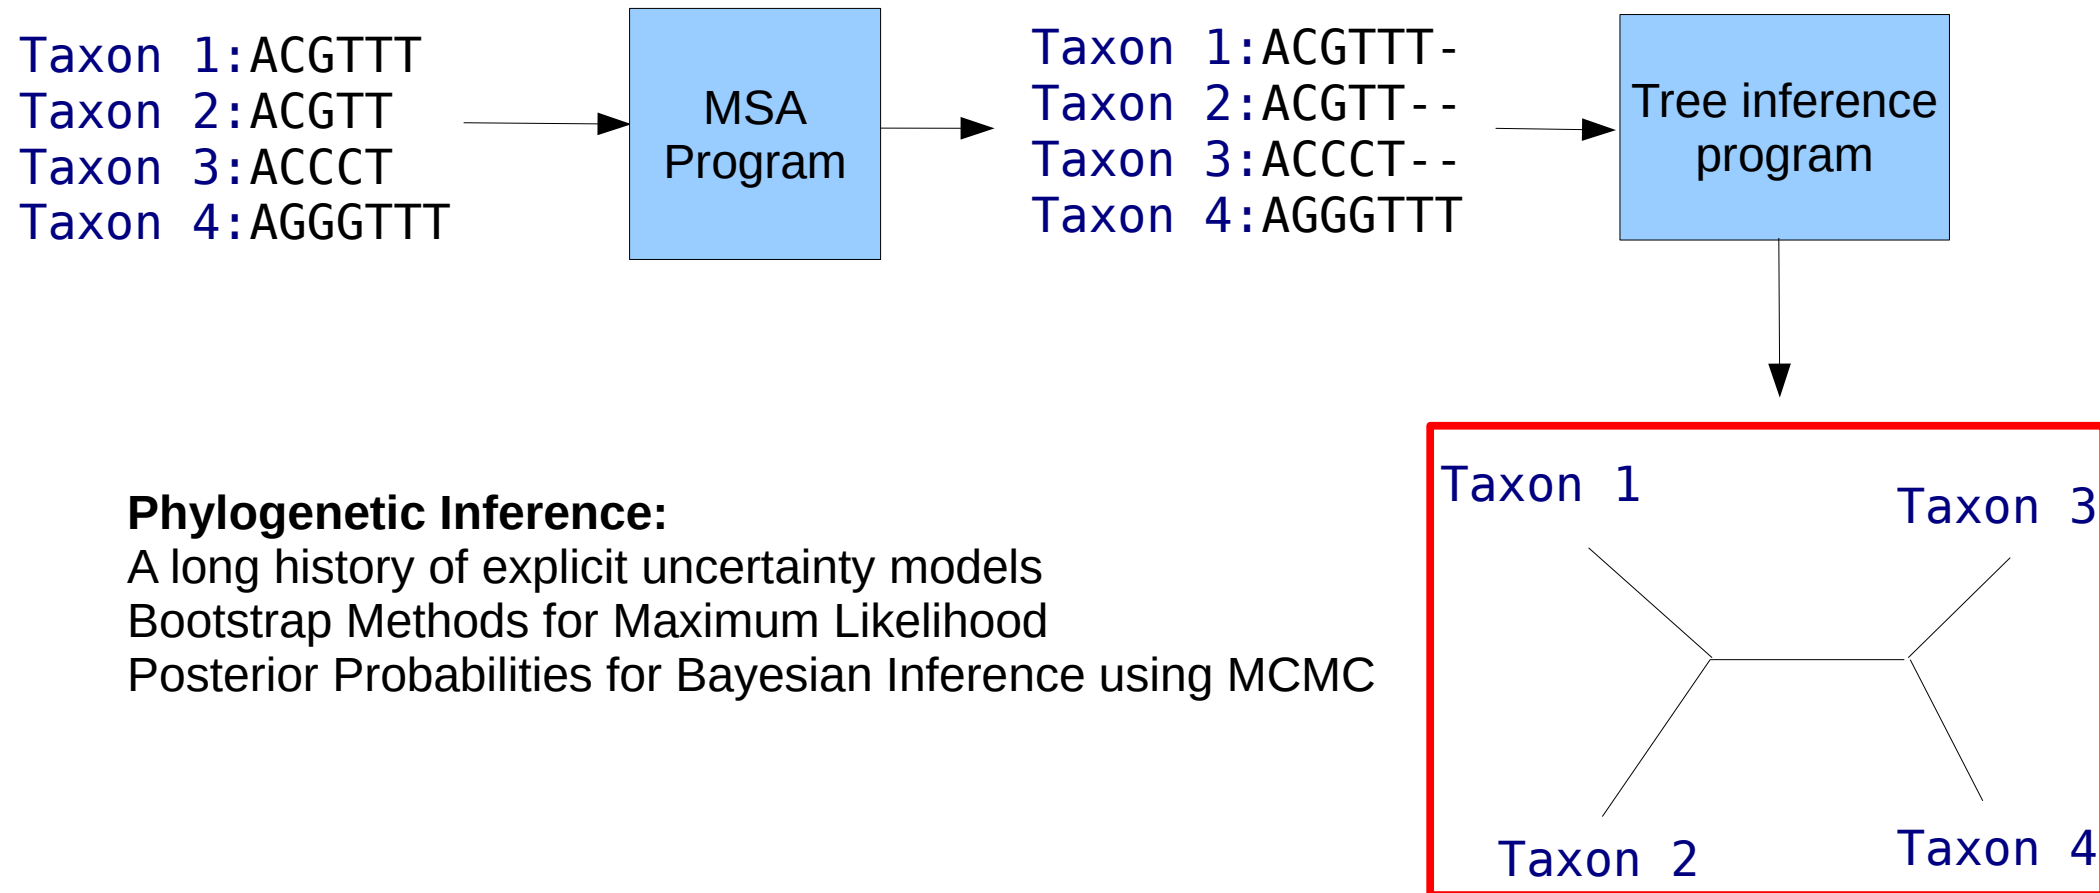 Taxon 1:ACGTTT
Taxon 2:ACGTT
Taxon 3:ACCCT
Taxon 4:AGGGTTT
MSA
Program
Taxon 1:ACGTTT-
Taxon 2:ACGTT--
Taxon 3:ACCCT--
Taxon 4:AGGGTTT
Tree inference
program
Phylogenetic Inference:
A long history of explicit uncertainty models
Bootstrap Methods for Maximum Likelihood
Posterior Probabilities for Bayesian Inference using MCMC
Taxon 1
Taxon 3
Taxon 2
Taxon 4